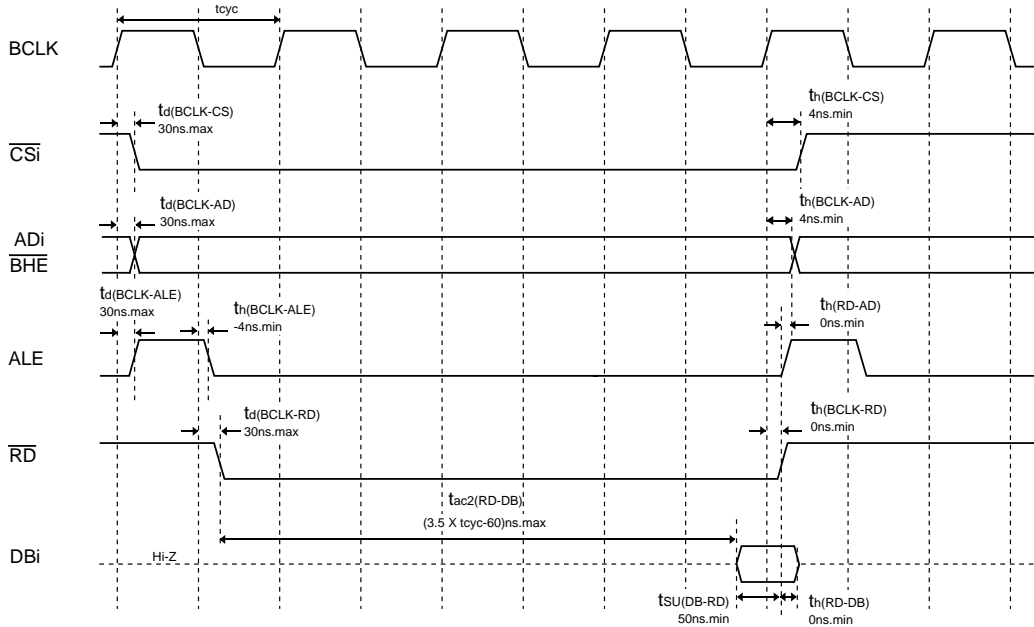 tcyc
BCLK
td(BCLK-CS)
30ns.max
th(BCLK-CS)
4ns.min
CSi
td(BCLK-AD)
30ns.max
th(BCLK-AD)
4ns.min
ADi
BHE
td(BCLK-ALE)
30ns.max
th(BCLK-ALE)
-4ns.min
th(RD-AD)
0ns.min
ALE
td(BCLK-RD)
30ns.max
th(BCLK-RD)
0ns.min
RD
tac2(RD-DB)
(3.5 X tcyc-60)ns.max
DBi
Hi-Z
tSU(DB-RD)
50ns.min
th(RD-DB)
0ns.min